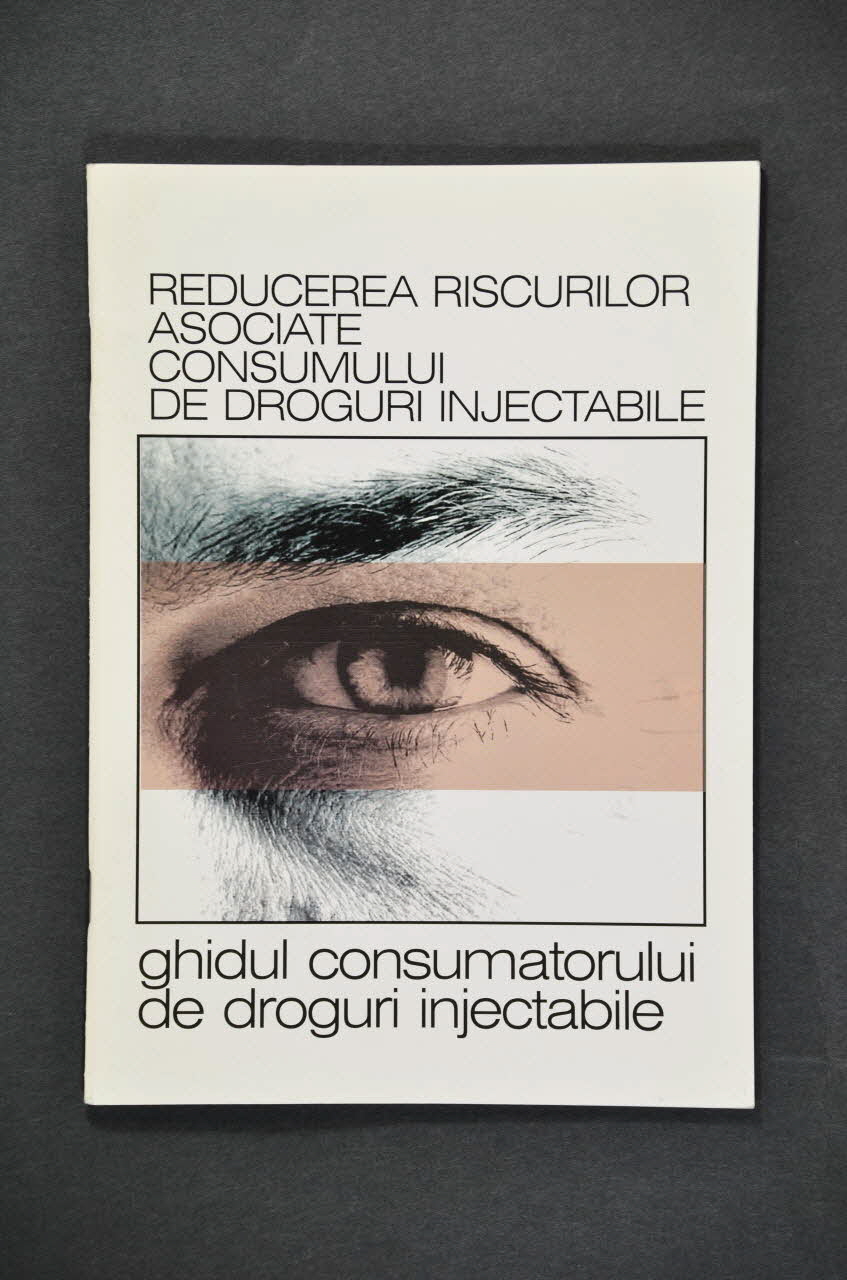 REDUCEREA RISCURILOR
ASOCIATE
CONSUMULUI
DE DROGURI INJECTABILE
ghidul consumatorului
de droguri injectabile